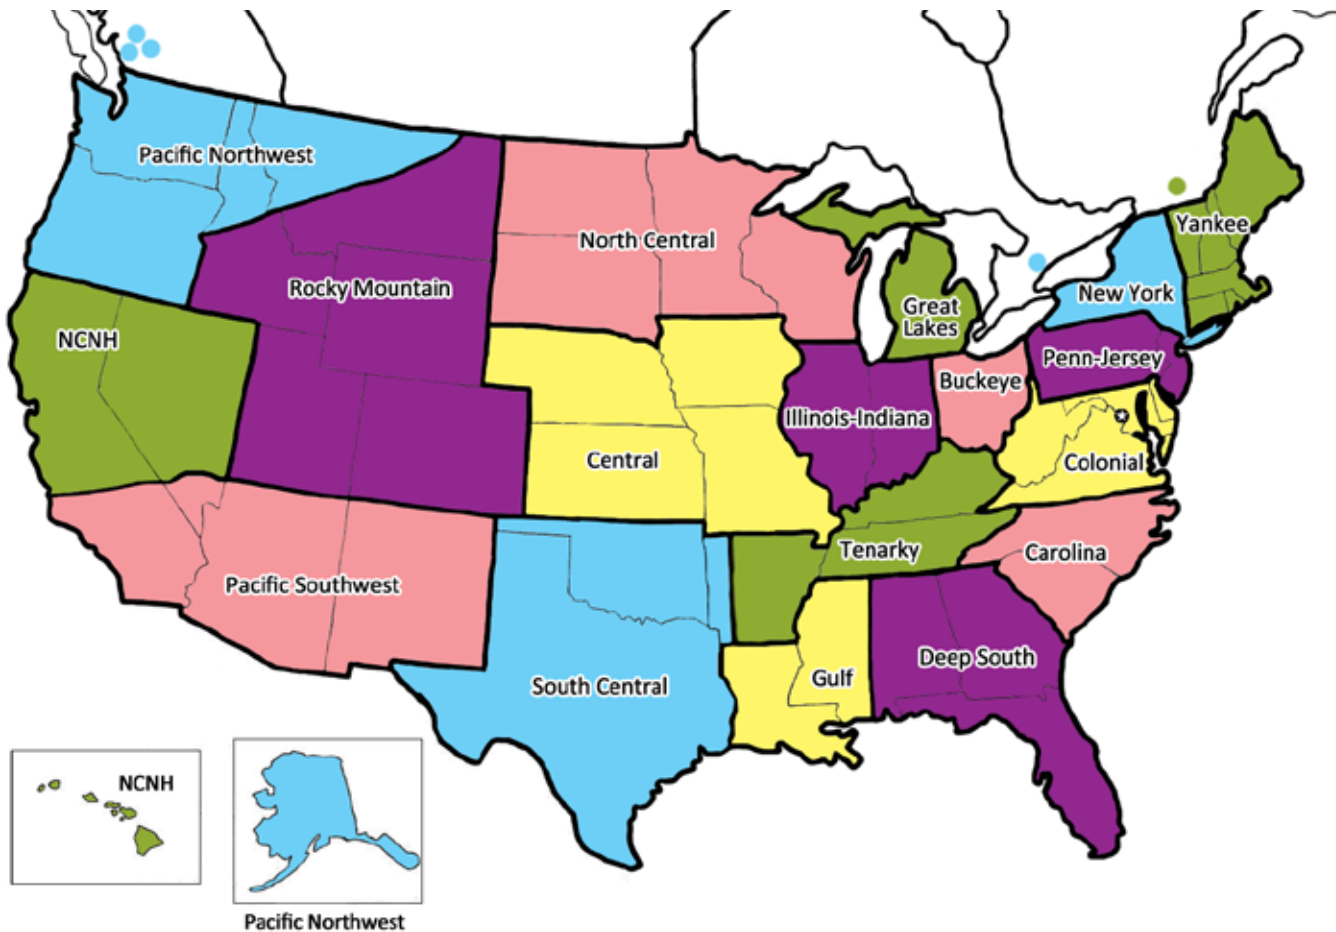 Pacific Northwest
North Central
Rocky Mountain
NCNH
Great
Lakes
Yankee
New York
Penn-Jersey
Buckeye
Illinois-Indiana
Central
Colonial
Tenarky
Carolina
Pacific Southwest
South Central
Gulf
Deep South
NCNH
Pacific Northwest